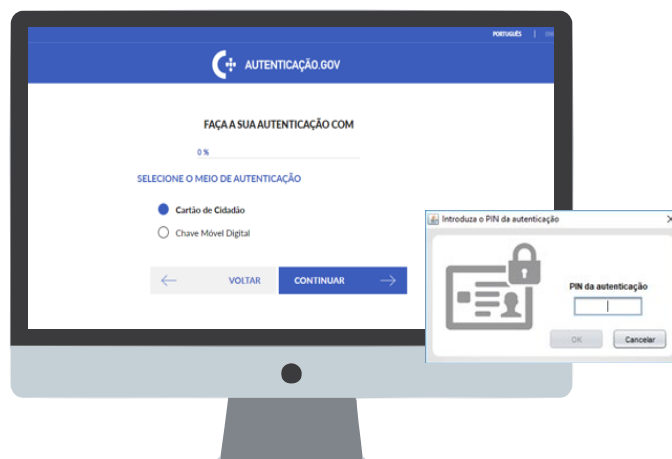 PORTUGUÊS |
AUTENTICAÇÃO.GOV
FAÇA A SUA AUTENTICAÇÃO COM
0 %
SELECIONE O MEIO DE AUTENTICAÇÃO
Cartão de Cidadão
Chave Móvel Digital
VOLTAR CONTINUAR
Introduza o PIN da autenticação
PIN da autenticação
OK Cancelar